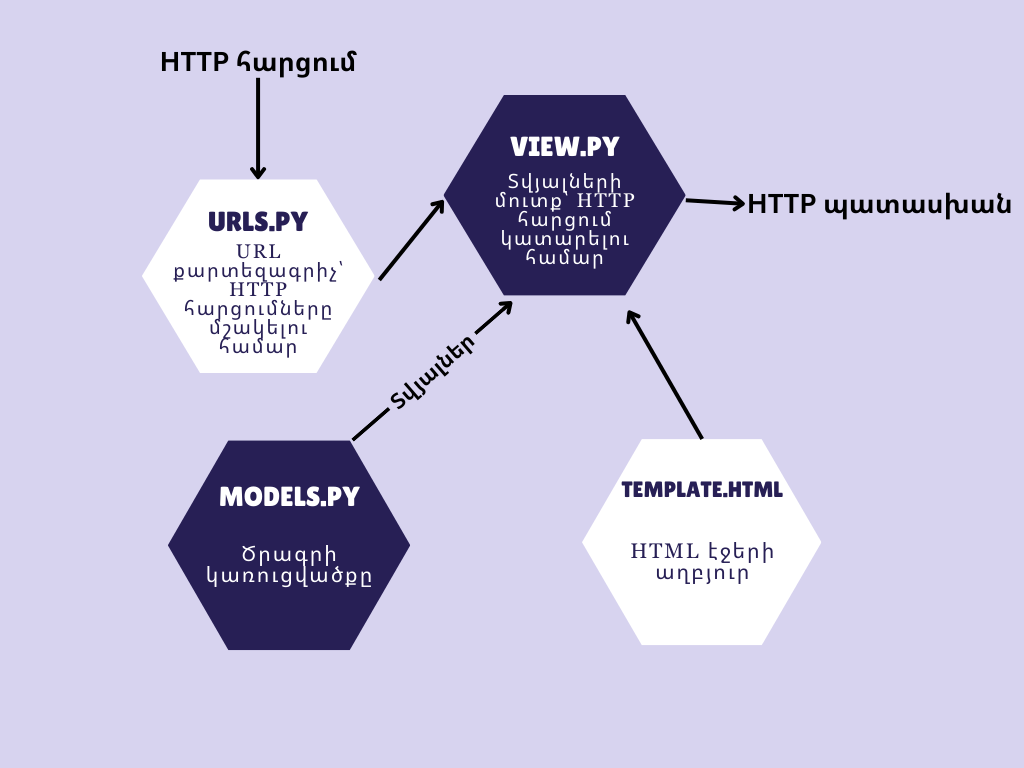 HTTP հարցում
URLS.PY
URL
քարտեզագրիչ՝
HTTP
հարցումները
մշակելու
համար
VIEW.PY
Տվյալների
մուտք՝ HTTP
հարցում
կատարելու
համար
HTTP պատասխան
Տվյալներ
MODELS.PY
Ծրագրի
կառուցվածքը
TEMPLATE.HTML
HTML էջերի
աղբյուր